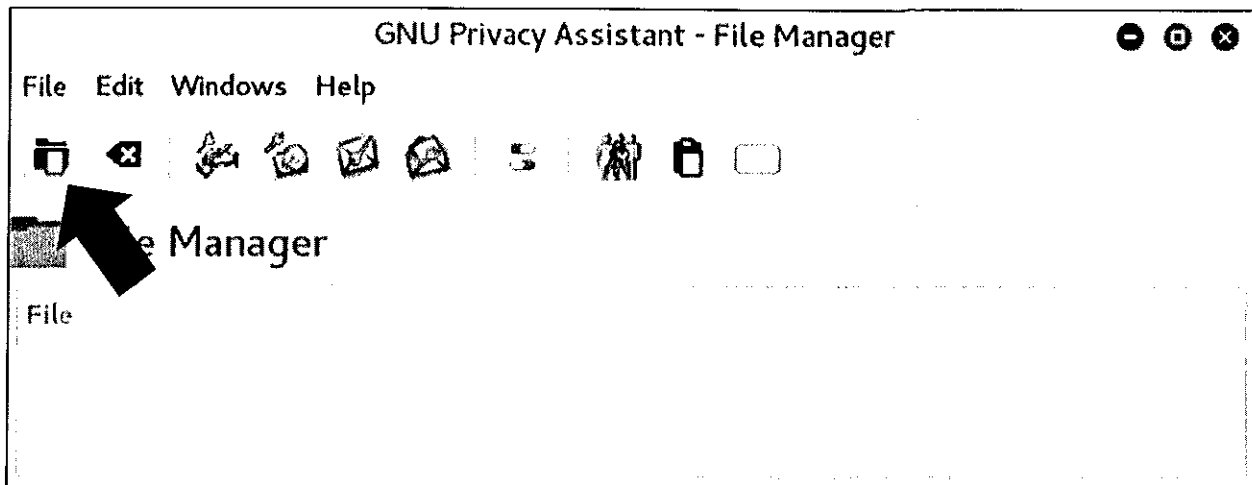 GNU Privacy Assistant - File Manager
File Edit Windows Help
Manager
File